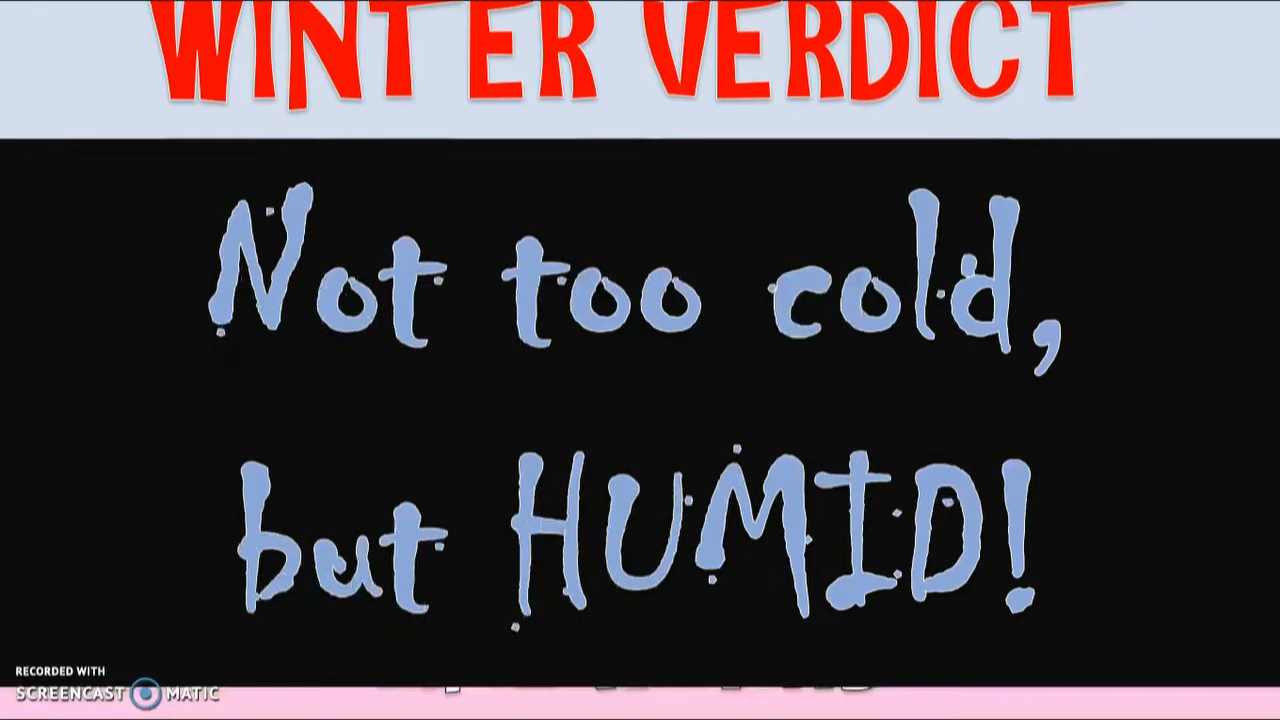 WINTER VERDICT
Not too cold,
but HUMID!
RECORDED WITH
SCREENCAST MATIC